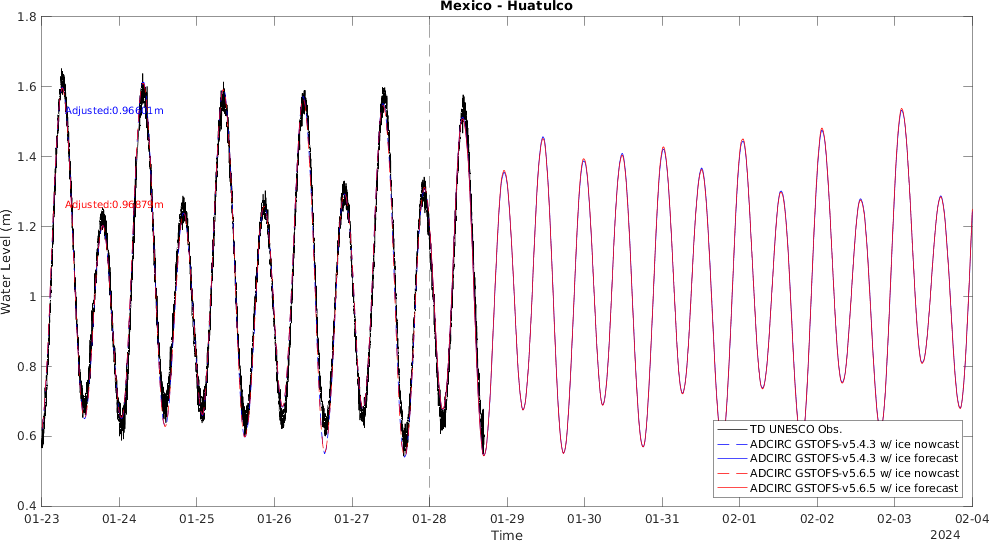 Mexico - Huatulco
Water Level (m)
1.8
1.6
1.4
1.2
1
0.8
0.6
0.4
Adjusted:0.96601m
Adjusted:0.96879m
TD UNESCO Obs.
ADCIRC GSTOFS-v5.4.3 w/ ice nowcast
ADCIRC GSTOFS-v5.4.3 w/ ice forecast
ADCIRC GSTOFS-v5.6.5 w/ ice nowcast
ADCIRC GSTOFS-v5.6.5 w/ ice forecast
01-23 01-24 01-25 01-26 01-27 01-28 01-29 01-30 01-31 02-01 02-02 02-03 02-04
Time
2024